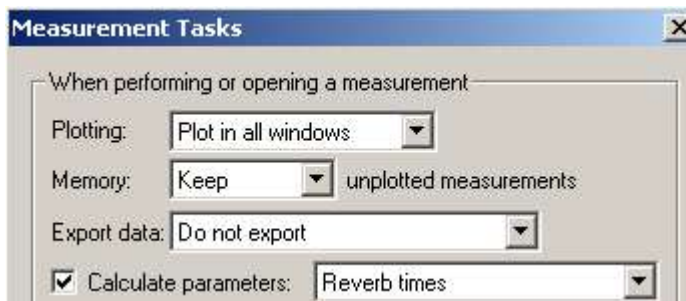 Measurement Tasks
When performing or opening a measurement
Plotting: Plot in all windows
Memory: Keep unplotted measurements
Export data: Do not export
Calculate parameters: Reverb times